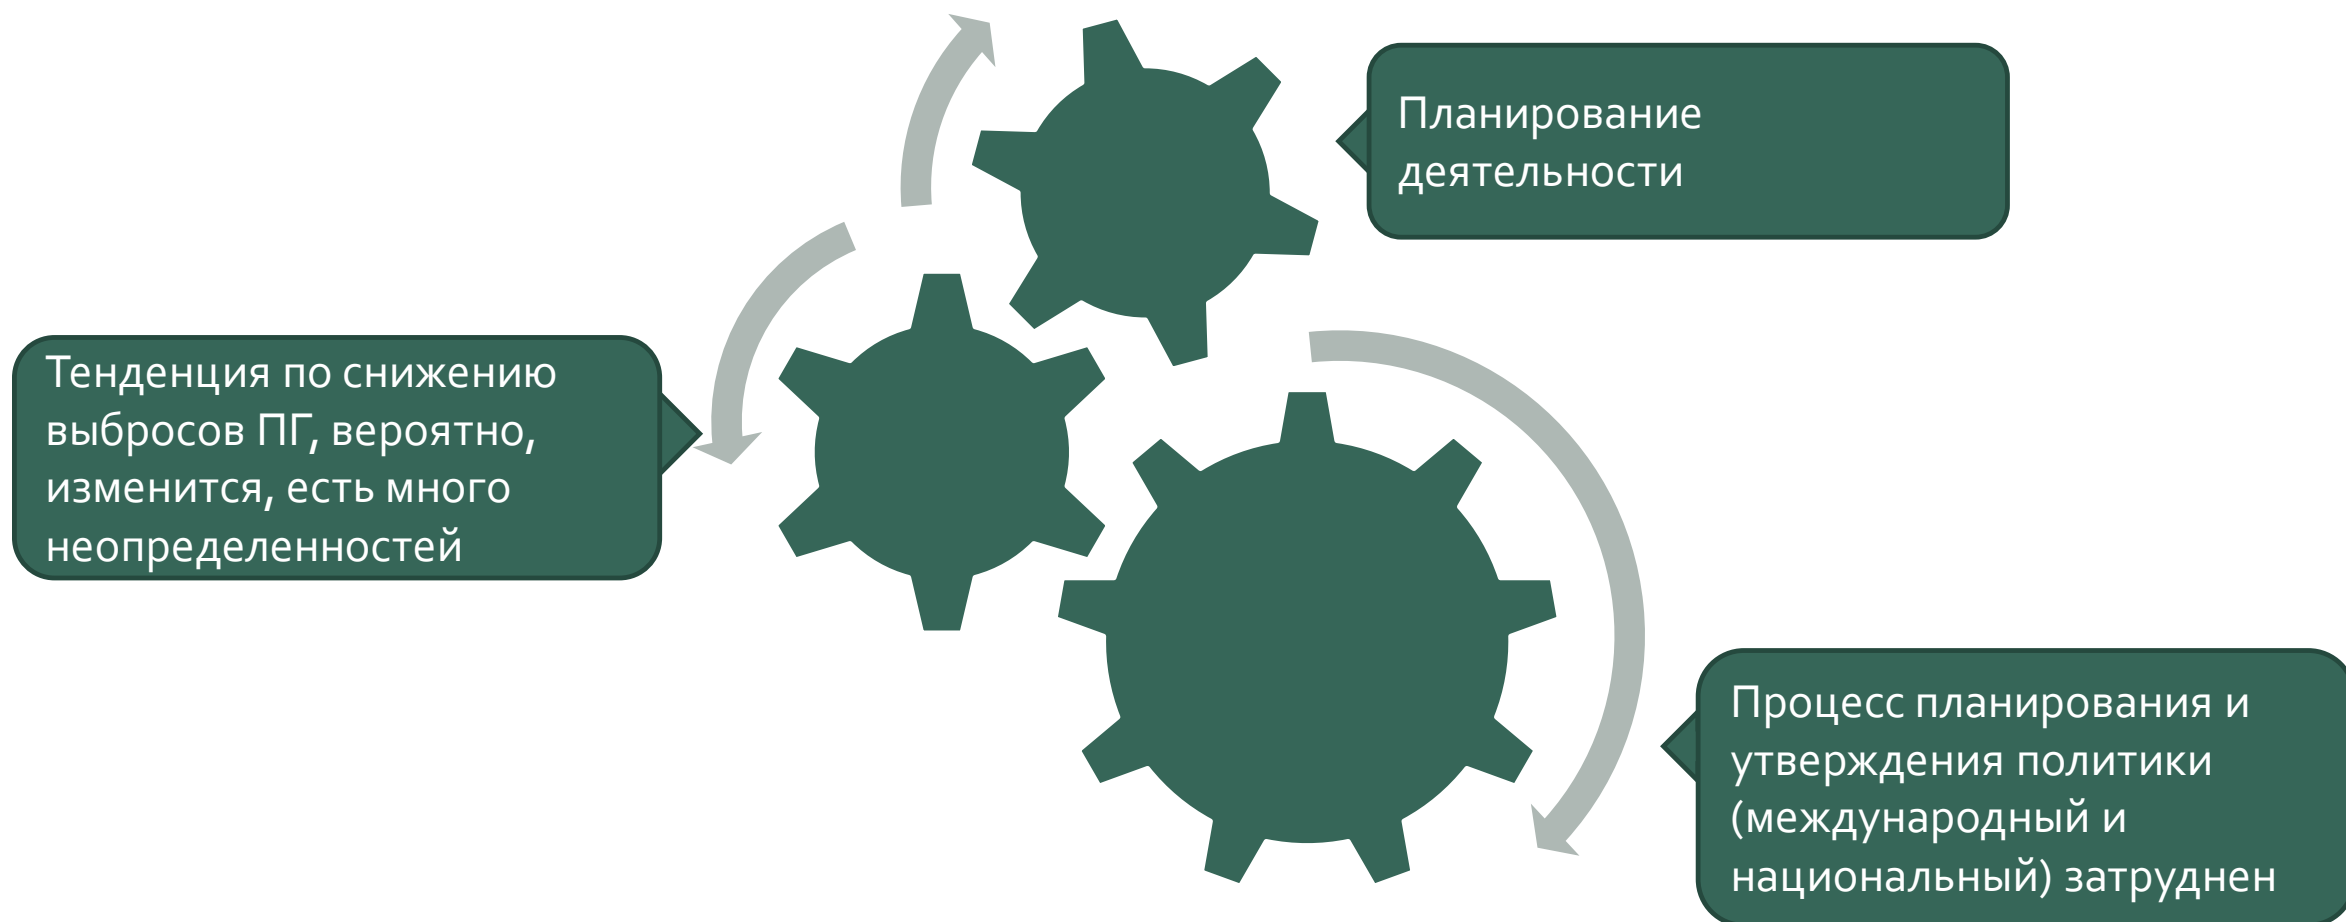 Планирование
деятельности
Тенденция по снижению
выбросов ПГ, вероятно,
изменится, есть много
неопределенностей
Процесс планирования и
утверждения политики
(международный и
национальный) затруднен